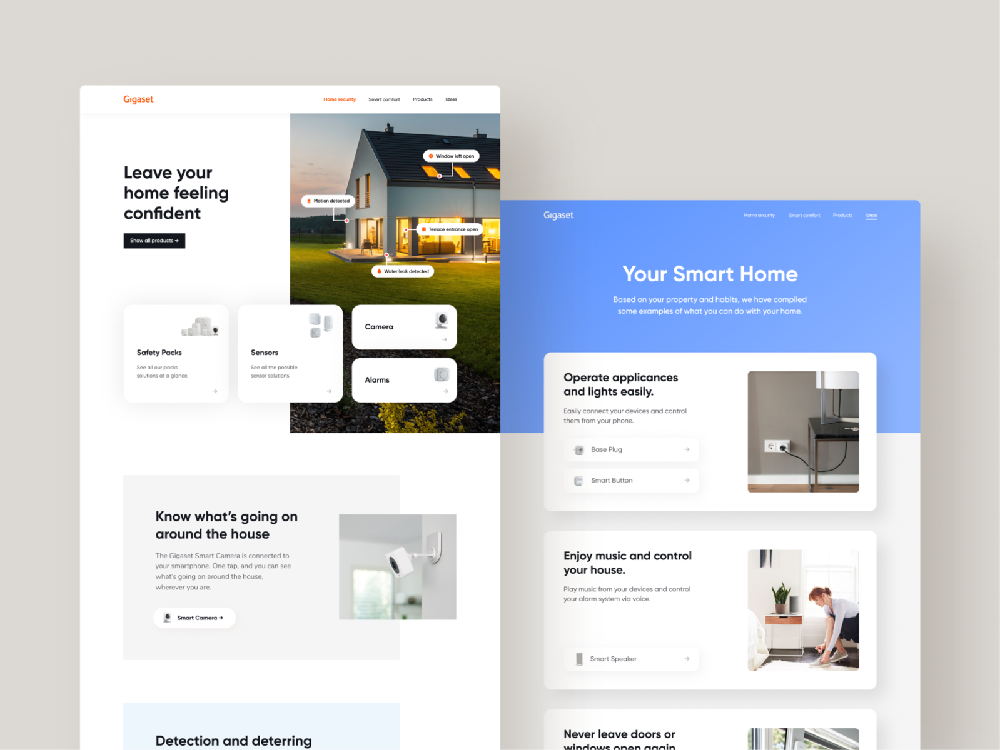 Gigaset
Home security Smart comfort Products Ideas
Leave your
home feeling
confident
Show all products →
Window left open
Motion detected
Terrace entrance open
Water leak detected
Safety Packs
See all our packs
solutions at a glance.
→
Sensors
See all the possible
sensor solutions.
→
Camera
→
Alarms
→
Know what's going on
around the house
The Gigaset Smart Camera is connected to
your smartphone. One tap, and you can see
what's going on around the house,
wherever you are.
Smart Camera →
Detection and deterring
Gigaset
Home security Smart comfort Products Ideas
Your Smart Home
Based on your property and habits, we have compiled
some examples of what you can do with your home.
Operate applicances
and lights easily.
Easily connect your devices and control
them from your phone.
Base Plug →
Smart Button →
Enjoy music and control
your house.
Play music from your devices and control
your alarm system via voice.
Smart Speaker →
Never leave doors or
windows open again